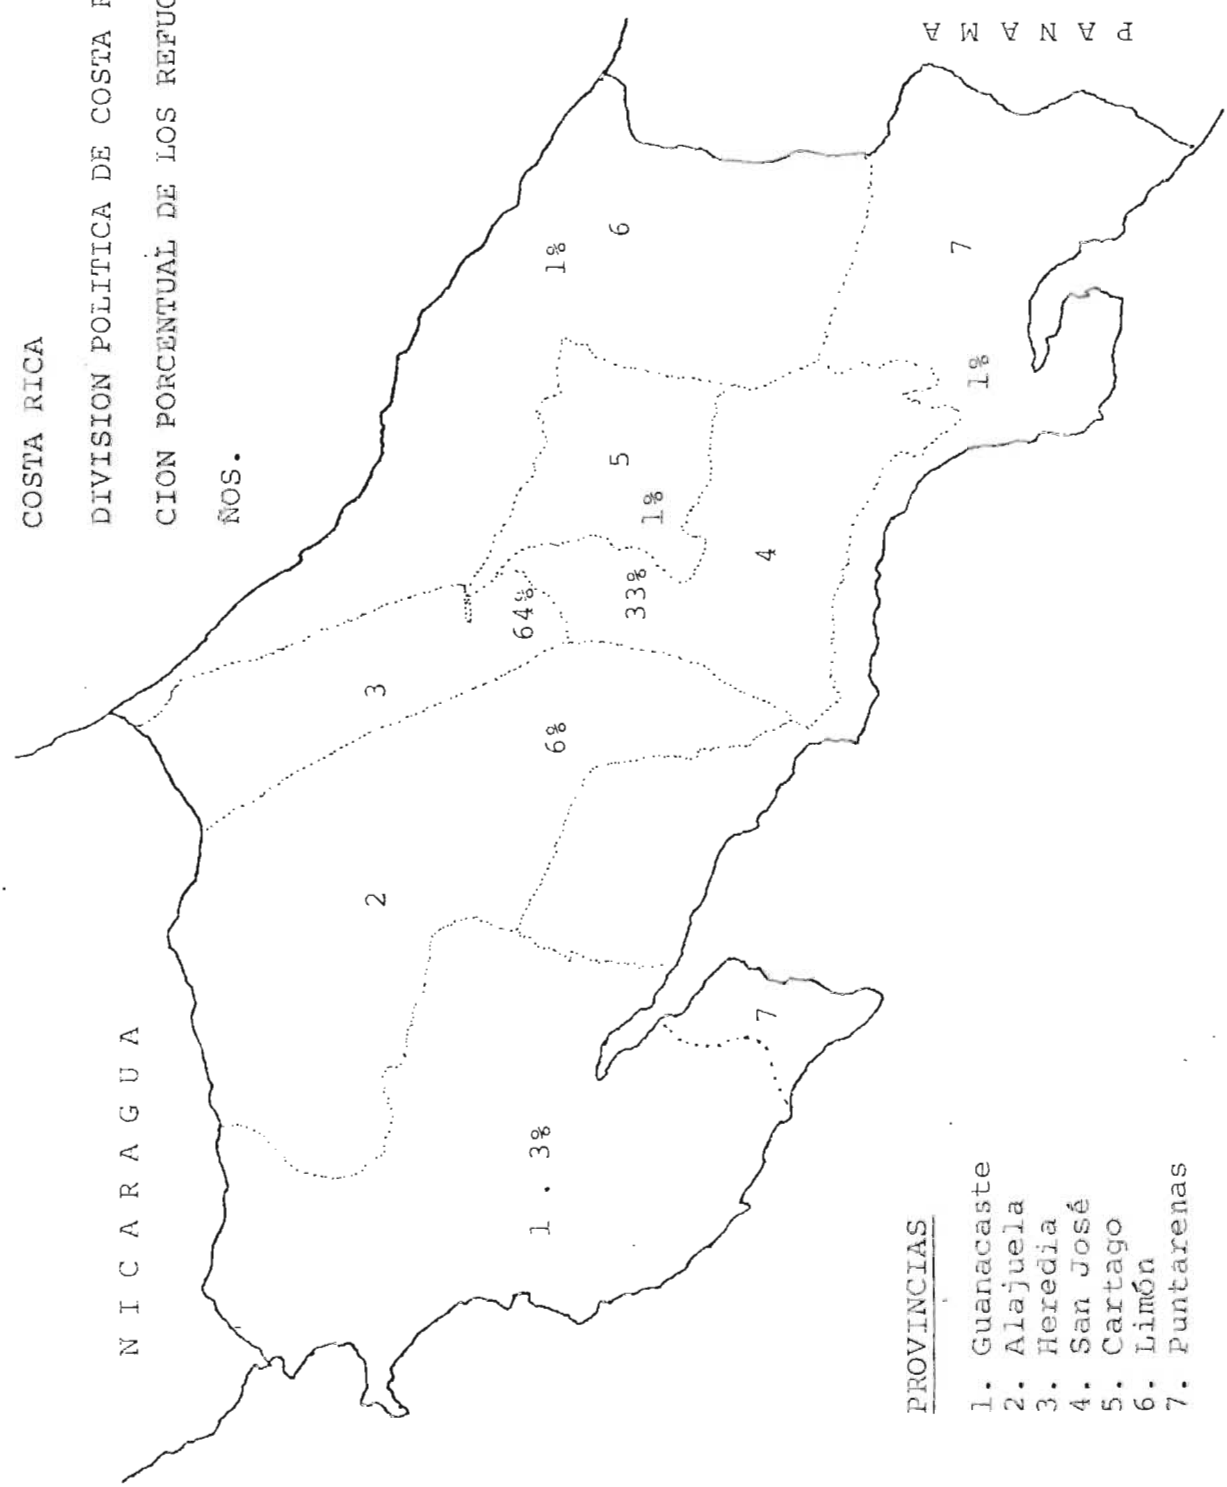 COSTA RICA
DIVISION POLITICA DE COSTA
CION PORCENTUAL DE LOS
ÑOS.
NICARAGUA
PANAMA
1 . 3%
2
6%
3
64%
33%
4
5
1%
6
1%
7
1%
7
PROVINCIAS
1. Guanacaste
2. Alajuela
3. Heredia
4. San José
5. Cartago
6. Limón
7. Puntarenas